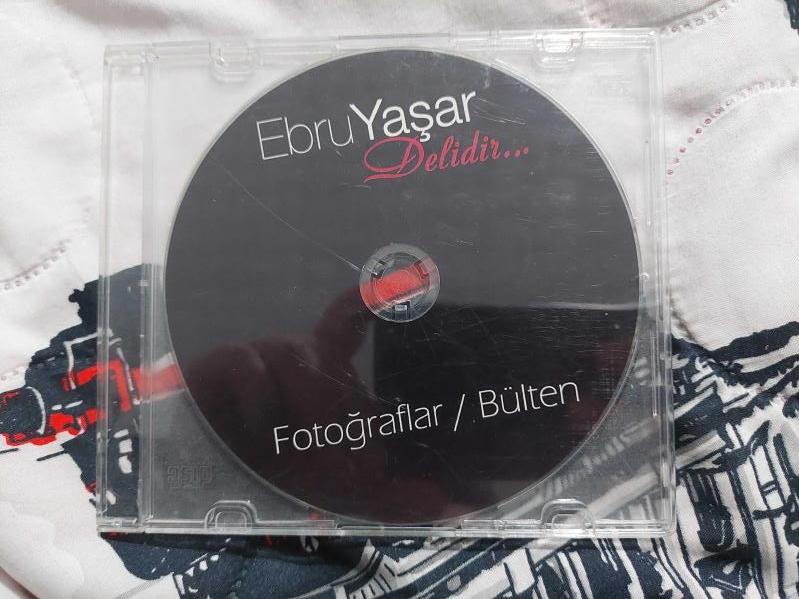 EbruYaşar
Delidir...
Fotoğraflar / Bülten